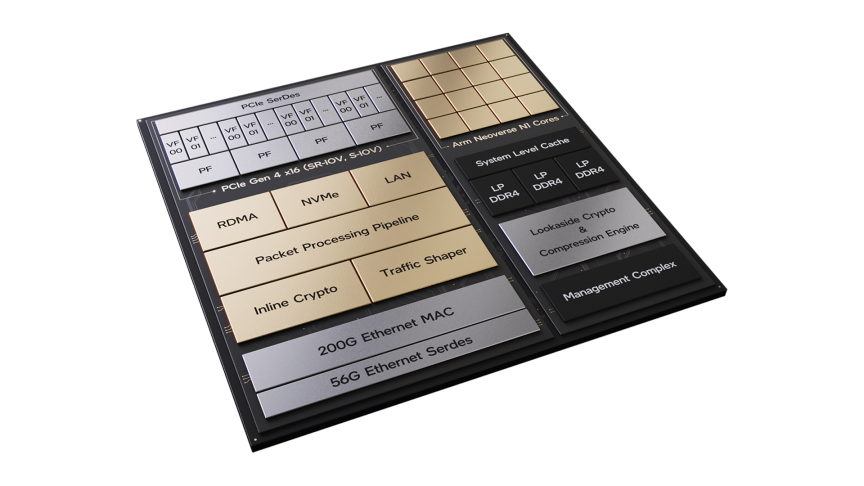 PCIe SerDes
VF 00
VF 01
...
VF 00
VF 01
...
VF 00
VF 01
...
VF 00
VF 01
...
PF
PF
PF
PF
PCIe Gen 4 x16 (SR-IOV, S-IOV)
RDMA
NVMe
LAN
Packet Processing Pipeline
Inline Crypto
Traffic Shaper
200G Ethernet MAC
56G Ethernet Serdes
Arm Neoverse N1 Cores
System Level Cache
LP
DDR4
LP
DDR4
LP
DDR4
Lookaside Crypto
&
Compression Engine
Management Complex